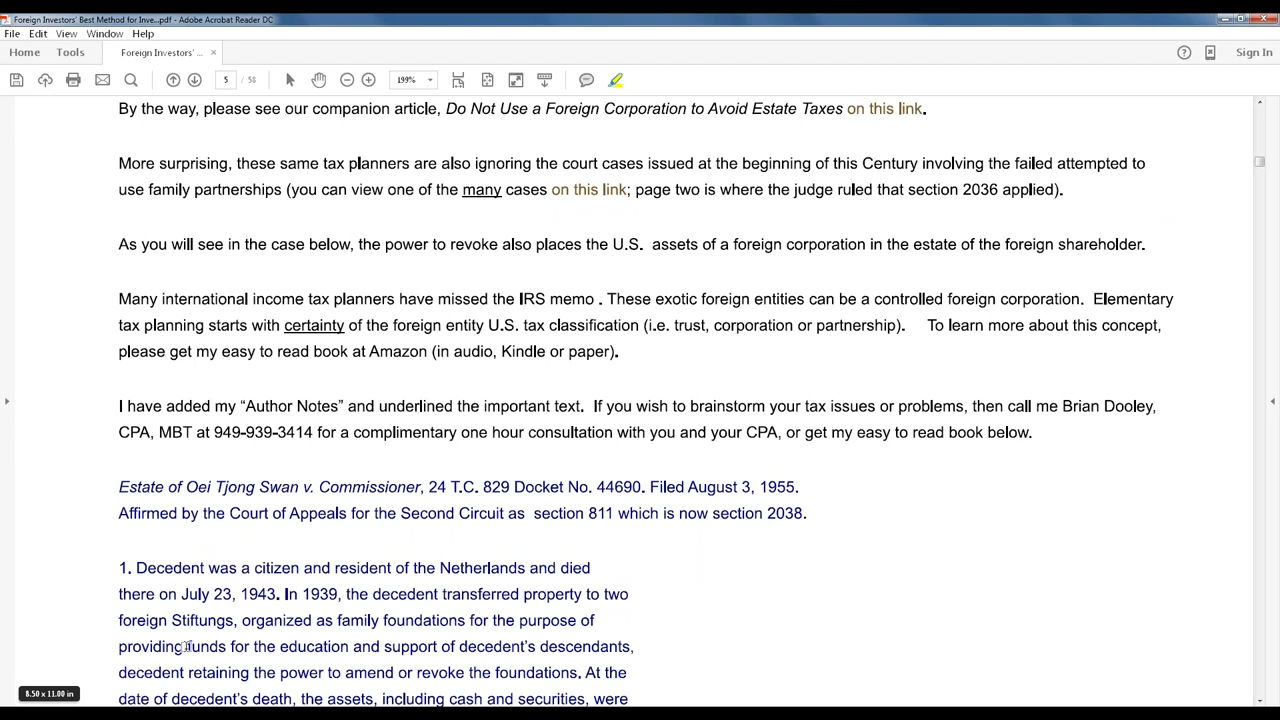 Foreign Investors' Best Method for Inve...pdf - Adobe Acrobat Reader DC
File Edit View Window Help
Home Tools Foreign Investors' ... × Sign In
5 / 58 199%
By the way, please see our companion article, Do Not Use a Foreign Corporation to Avoid Estate Taxes on this link.
More surprising, these same tax planners are also ignoring the court cases issued at the beginning of this Century involving the failed attempted to
use family partnerships (you can view one of the many cases on this link; page two is where the judge ruled that section 2036 applied).
As you will see in the case below, the power to revoke also places the U.S. assets of a foreign corporation in the estate of the foreign shareholder.
Many international income tax planners have missed the IRS memo . These exotic foreign entities can be a controlled foreign corporation. Elementary
tax planning starts with certainty of the foreign entity U.S. tax classification (i.e. trust, corporation or partnership). To learn more about this concept,
please get my easy to read book at Amazon (in audio, Kindle or paper).
I have added my “Author Notes” and underlined the important text. If you wish to brainstorm your tax issues or problems, then call me Brian Dooley,
CPA, MBT at 949-939-3414 for a complimentary one hour consultation with you and your CPA, or get my easy to read book below.
Estate of Oei Tjong Swan v. Commissioner, 24 T.C. 829 Docket No. 44690. Filed August 3, 1955.
Affirmed by the Court of Appeals for the Second Circuit as section 811 which is now section 2038.
1. Decedent was a citizen and resident of the Netherlands and died
there on July 23, 1943. In 1939, the decedent transferred property to two
foreign Stiftungs, organized as family foundations for the purpose of
providing funds for the education and support of decedent’s descendants,
decedent retaining the power to amend or revoke the foundations. At the
date of decedent’s death, the assets, including cash and securities, were
8.50 x 11.00 in